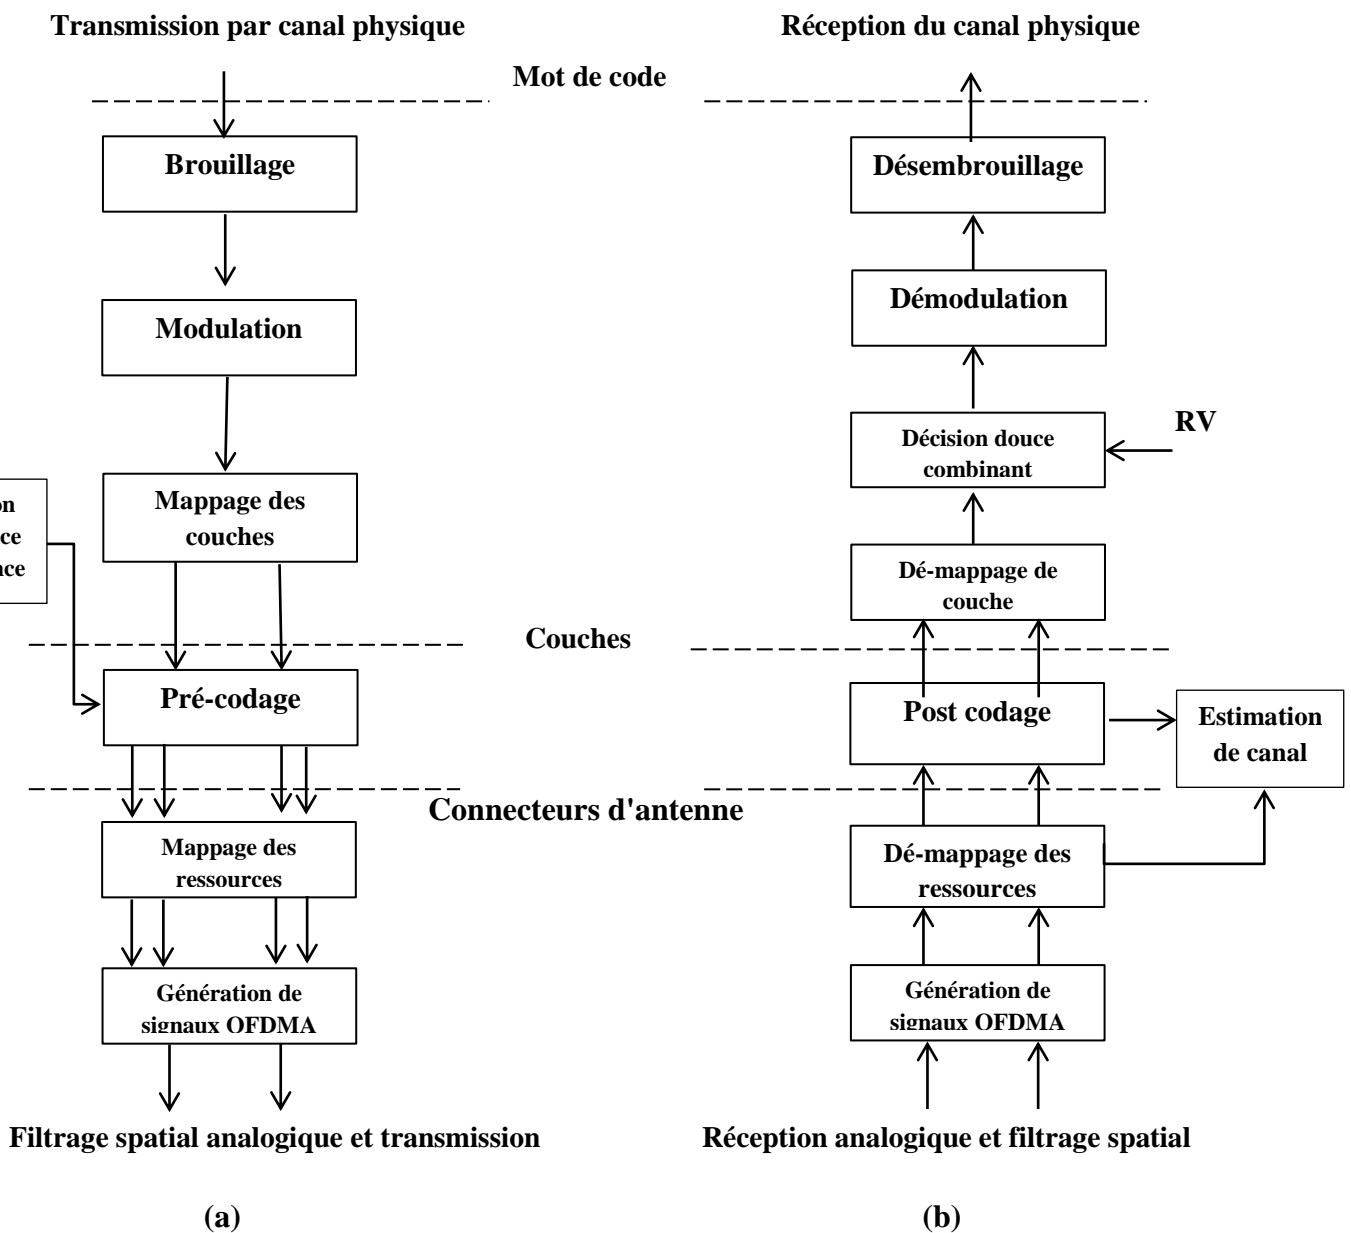 Transmission par canal physique
Réception du canal physique
Mot de code
Brouillage
Désembrouillage
Modulation
Démodulation
Décision douce
combinant
RV
Mappage des
couches
Dé-mappage de
couche
Couches
Pré-codage
Post codage
Estimation
de canal
Connecteurs d'antenne
Mappage des
ressources
Dé-mappage des
ressources
Génération de
signaux OFDMA
Génération de
signaux OFDMA
Filtrage spatial analogique et transmission
Réception analogique et filtrage spatial
(a)
(b)